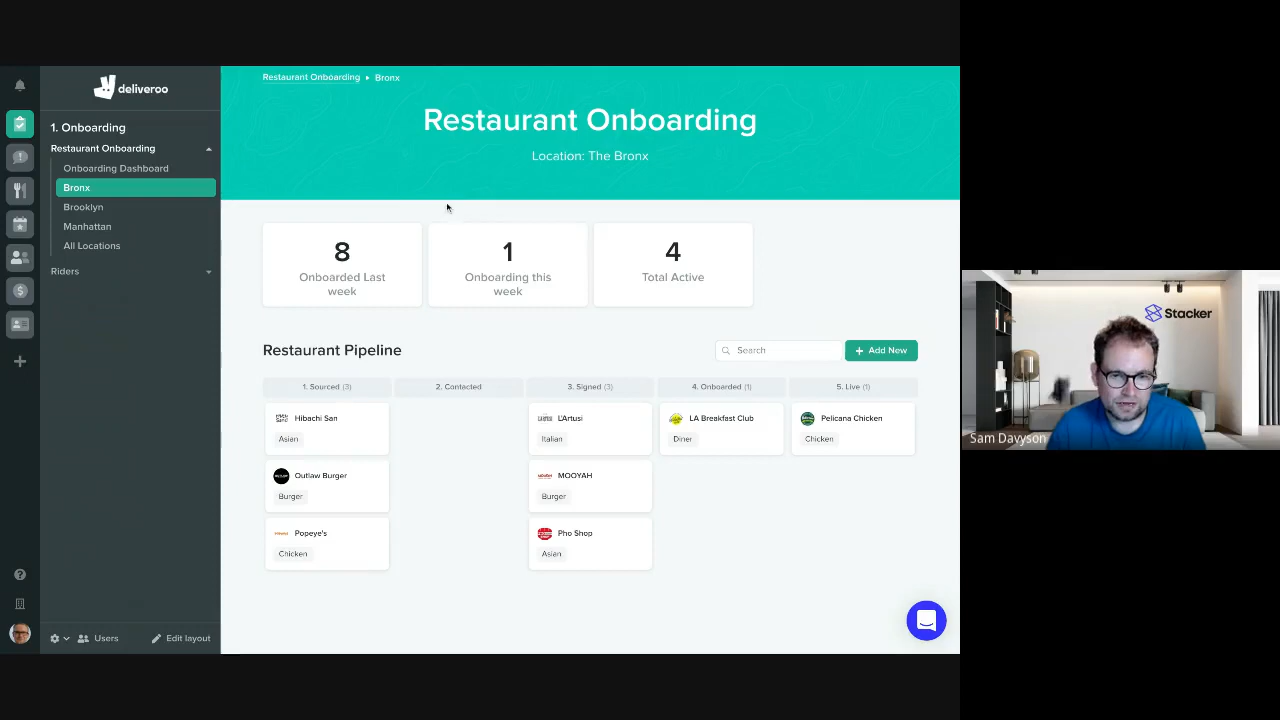 deliveroo
1. Onboarding
Restaurant Onboarding
Onboarding Dashboard
Bronx
Brooklyn
Manhattan
All Locations
Riders
Users
Edit layout
Restaurant Onboarding ▸ Bronx
Restaurant Onboarding
Location: The Bronx
8
Onboarded Last
week
1
Onboarding this
week
4
Total Active
Restaurant Pipeline
Search
+ Add New
1. Sourced (3)
2. Contacted
3. Signed (3)
4. Onboarded (1)
5. Live (1)
Hibachi San
Asian
Outlaw Burger
Burger
Popeye's
Chicken
L'Artusi
Italian
MOOYAH
Burger
Pho Shop
Asian
LA Breakfast Club
Diner
Pelicana Chicken
Chicken
Stacker
Sam Davyson